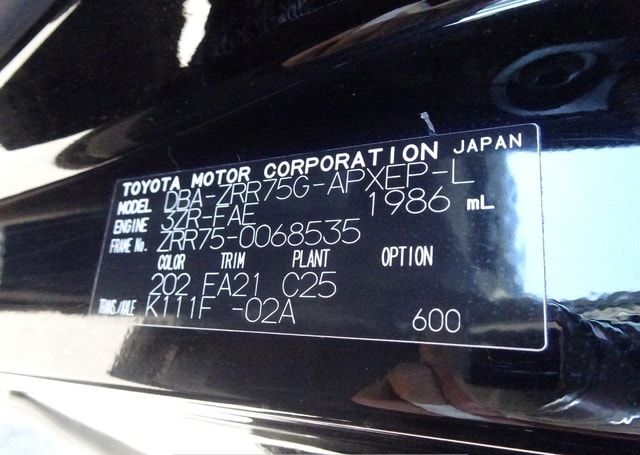 TOYOTA MOTOR CORPORATION JAPAN
MODEL DBA-ZRR75G-APXEP-L
ENGINE 3ZR-FAE 1986 mL
FRAME No. ZRR75-0068535
COLOR TRIM PLANT OPTION
202 FA21 C25
TRANS./AXLE K111F -02A 600